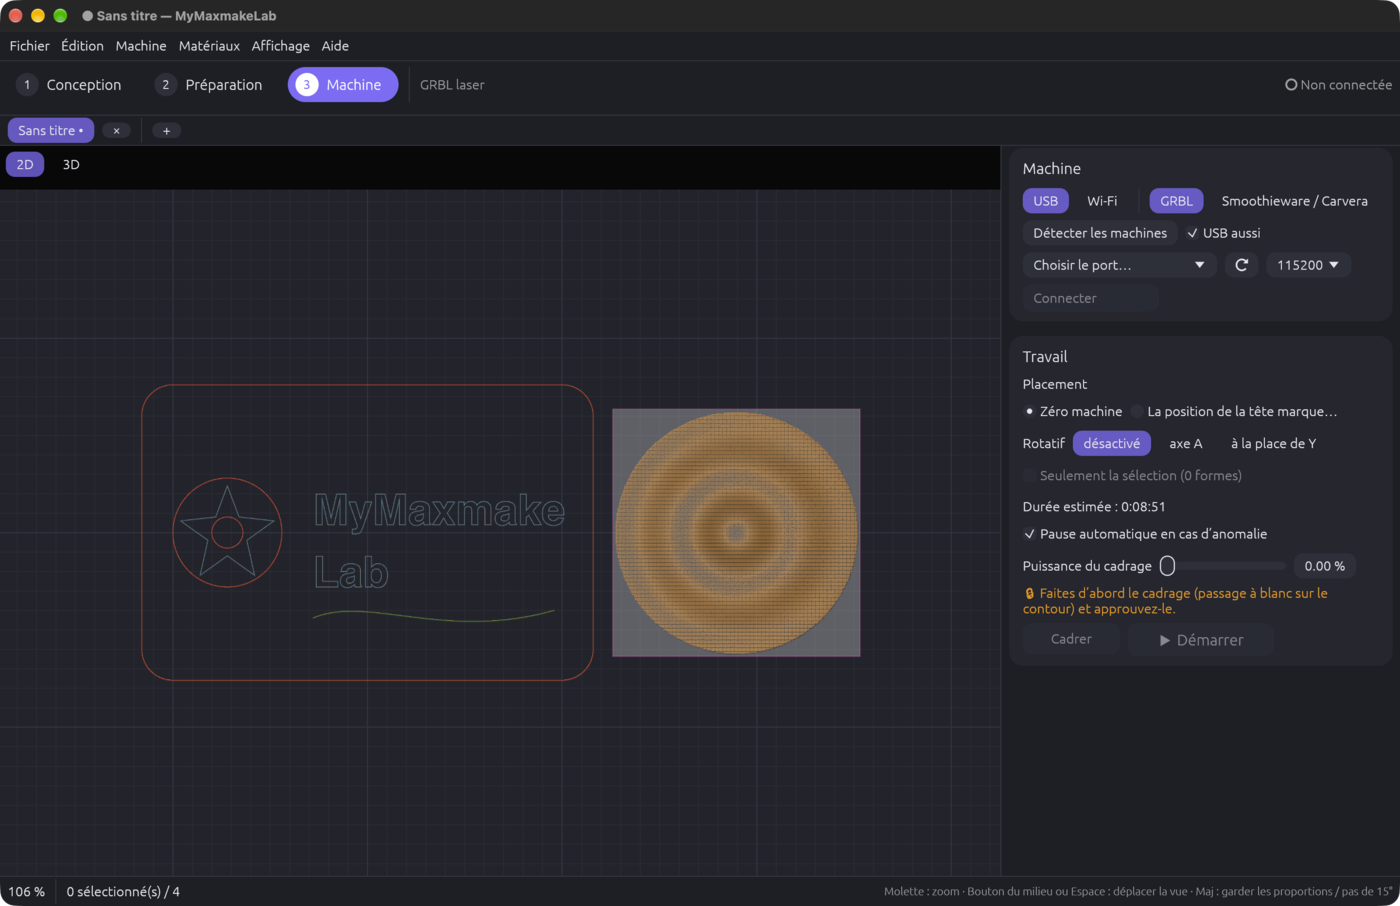 Sans titre — MyMaxmakeLab
Fichier Édition Machine Matériaux Affichage Aide
1 Conception 2 Préparation 3 Machine GRBL laser Non connectée
Sans titre • × +
2D 3D
MyMaxmake
Lab
Machine
USB Wi-Fi GRBL Smoothieware / Carvera
Détecter les machines USB aussi
Choisir le port… 115200
Connecter
Travail
Placement
Zéro machine La position de la tête marque…
Rotatif désactivé axe A à la place de Y
Seulement la sélection (0 formes)
Durée estimée : 0:08:51
Pause automatique en cas d’anomalie
Puissance du cadrage 0.00 %
Faites d’abord le cadrage (passage à blanc sur le
contour) et approuvez-le.
Cadrer Démarrer
106 % 0 sélectionné(s) / 4 Molette : zoom · Bouton du milieu ou Espace : déplacer la vue · Maj : garder les proportions / pas de 15°